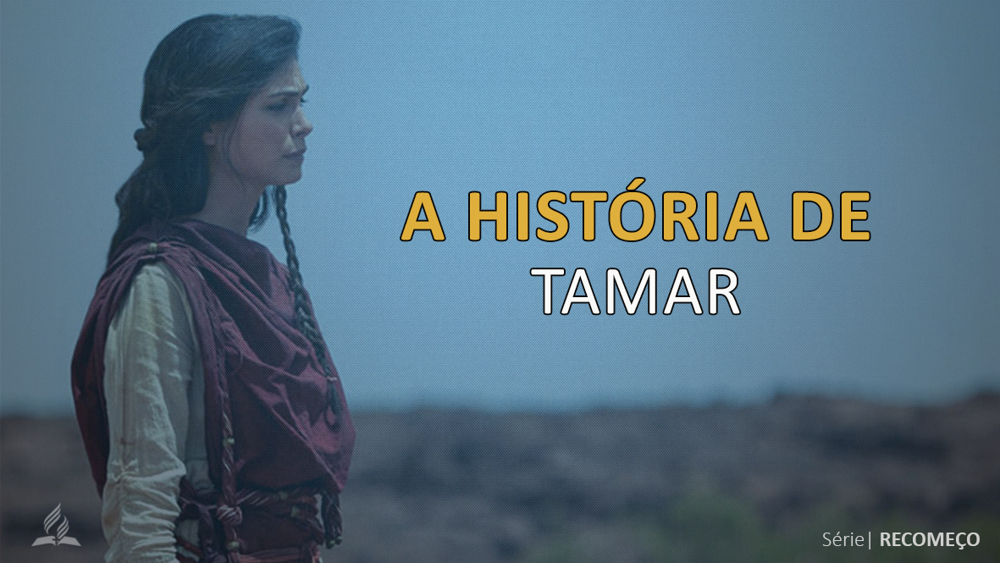 A HISTÓRIA DE
TAMAR
Série| RECOMEÇO